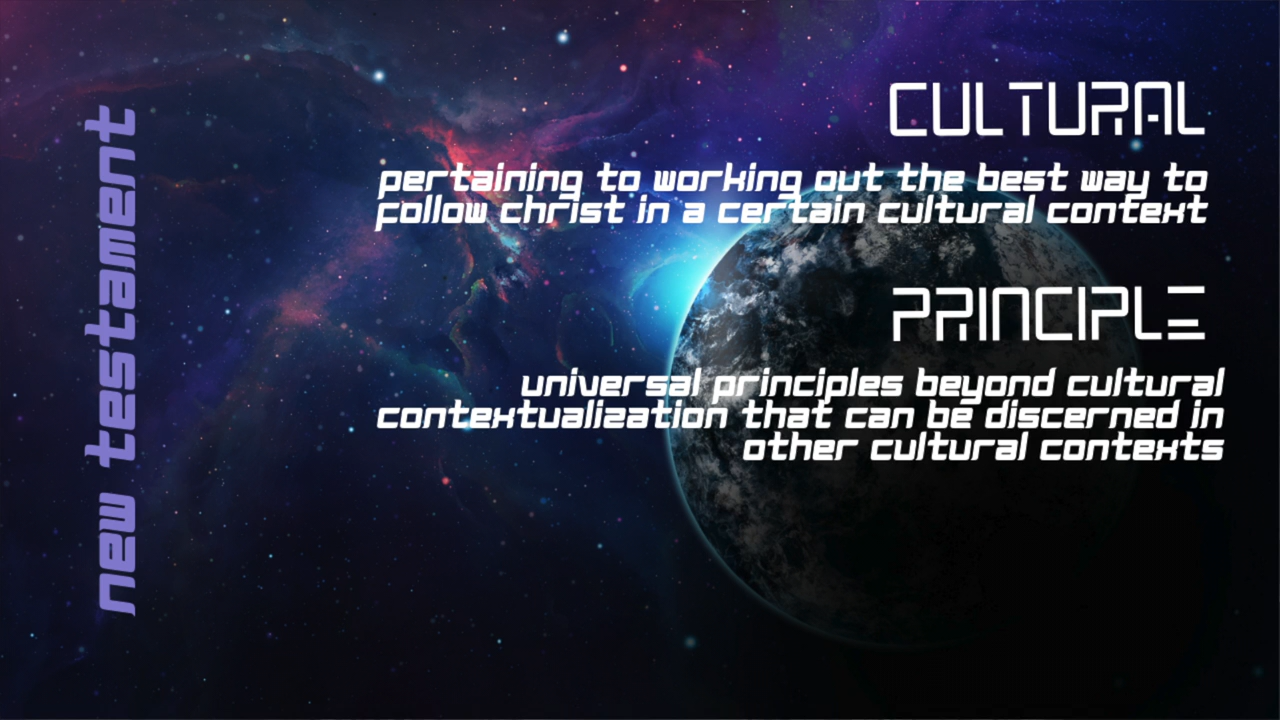 new testament
CULTURAL
pertaining to working out the best way to
follow christ in a certain cultural context
PRINCIPLE
universal principles beyond cultural
contextualization that can be discerned in
other cultural contexts